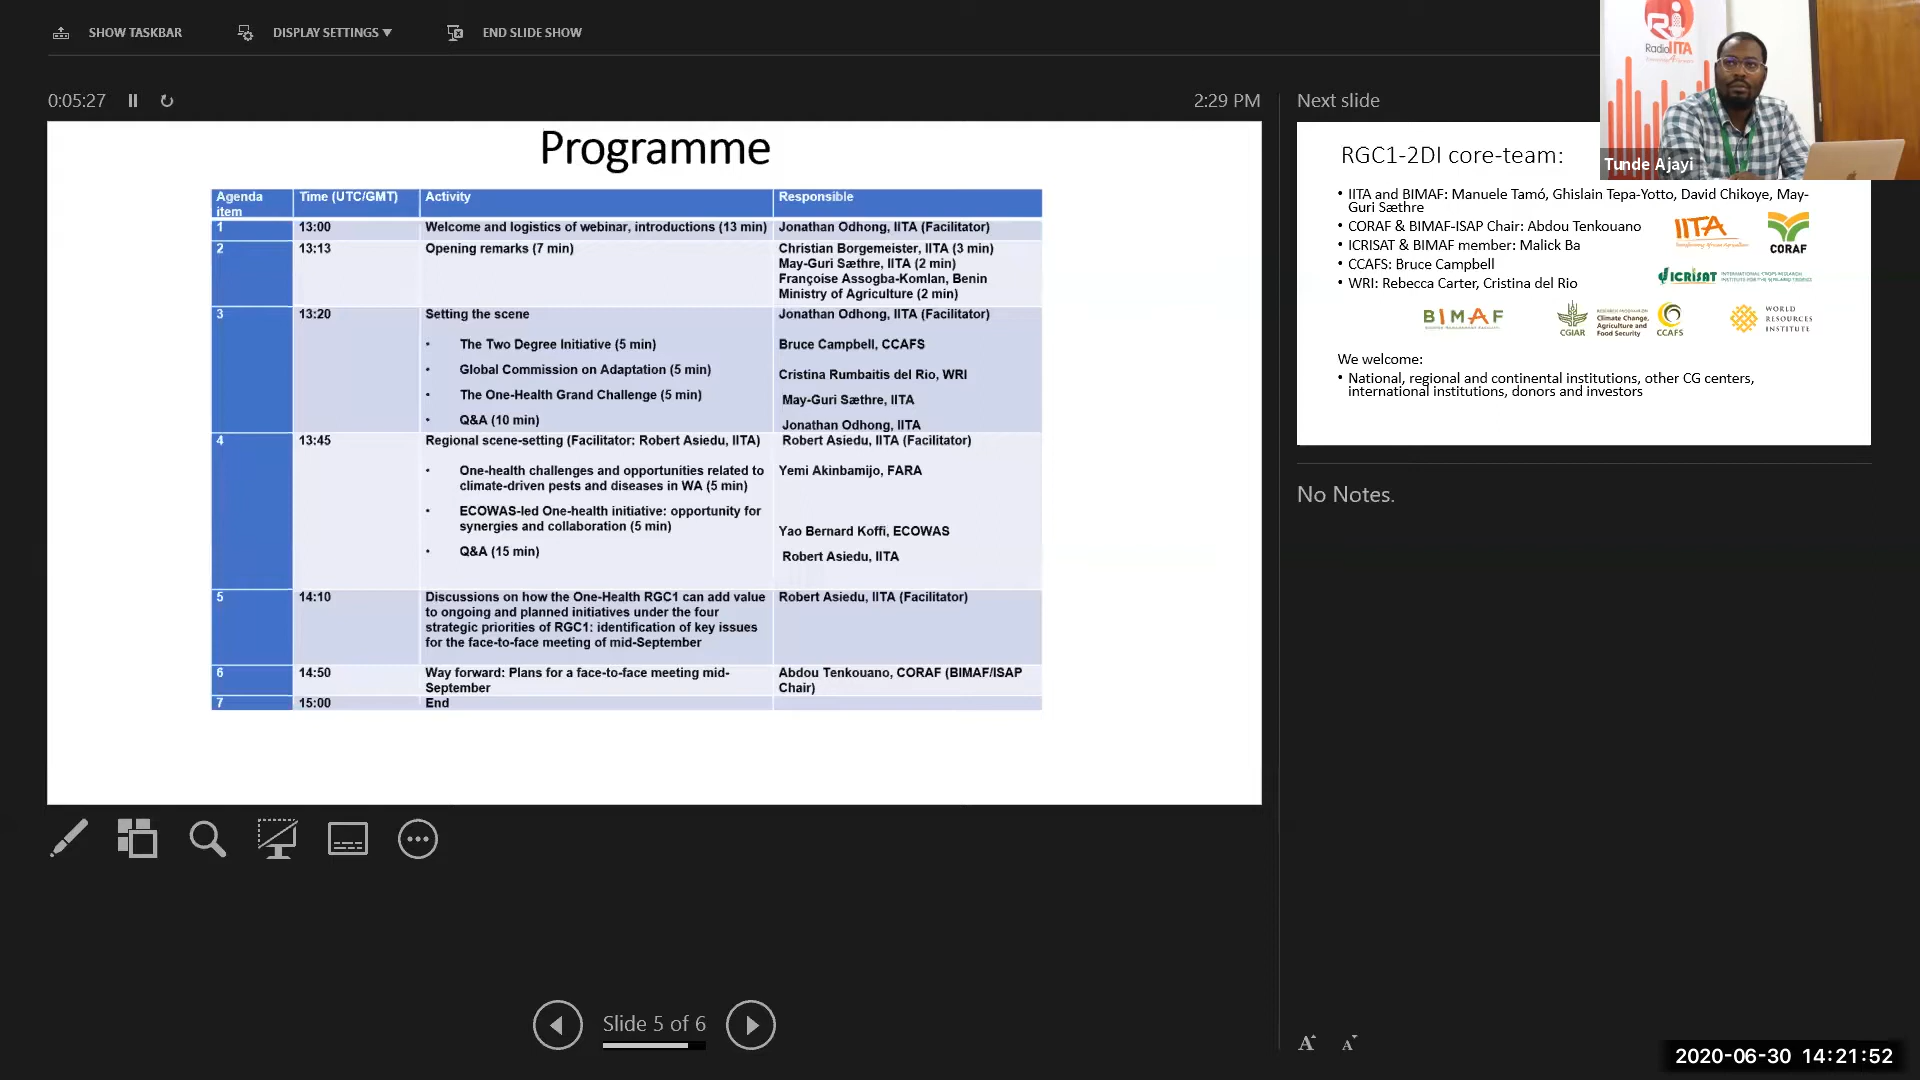 SHOW TASKBAR
DISPLAY SETTINGS ▼
END SLIDE SHOW
0:05:27
2:29 PM
Programme
Agenda item
Time (UTC/GMT)
Activity
Responsible
1
13:00
Welcome and logistics of webinar, introductions (13 min)
Jonathan Odhong, IITA (Facilitator)
2
13:13
Opening remarks (7 min)
Christian Borgemeister, IITA (3 min)
May-Guri Sæthre, IITA (2 min)
Françoise Assogba-Komlan, Benin
Ministry of Agriculture (2 min)
3
13:20
Setting the scene
Jonathan Odhong, IITA (Facilitator)
• The Two Degree Initiative (5 min)
Bruce Campbell, CCAFS
• Global Commission on Adaptation (5 min)
Cristina Rumbaitis del Rio, WRI
• The One-Health Grand Challenge (5 min)
May-Guri Sæthre, IITA
• Q&A (10 min)
Jonathan Odhong, IITA
4
13:45
Regional scene-setting (Facilitator: Robert Asiedu, IITA)
Robert Asiedu, IITA (Facilitator)
• One-health challenges and opportunities related to
climate-driven pests and diseases in WA (5 min)
Yemi Akinbamijo, FARA
• ECOWAS-led One-health initiative: opportunity for
synergies and collaboration (5 min)
Yao Bernard Koffi, ECOWAS
• Q&A (15 min)
Robert Asiedu, IITA
5
14:10
Discussions on how the One-Health RGC1 can add value
to ongoing and planned initiatives under the four
strategic priorities of RGC1: identification of key issues
for the face-to-face meeting of mid-September
Robert Asiedu, IITA (Facilitator)
6
14:50
Way forward: Plans for a face-to-face meeting mid-
September
Abdou Tenkouano, CORAF (BIMAF/ISAP
Chair)
7
15:00
End
Slide 5 of 6
Next slide
RGC1-2DI core-team:
• IITA and BIMAF: Manuele Tamó, Ghislain Tepa-Yotto, David Chikoye, May-
Guri Sæthre
• CORAF & BIMAF-ISAP Chair: Abdou Tenkouano
• ICRISAT & BIMAF member: Malick Ba
• CCAFS: Bruce Campbell
• WRI: Rebecca Carter, Cristina del Rio
IITA
CORAF
ICRISAT
BIMAF
CGIAR
Climate Change,
Agriculture and
Food Security
CCAFS
WORLD
RESOURCES
INSTITUTE
We welcome:
• National, regional and continental institutions, other CG centers,
international institutions, donors and investors
No Notes.
RadioIITA
Tunde Ajayi
2020-06-30 14:21:52